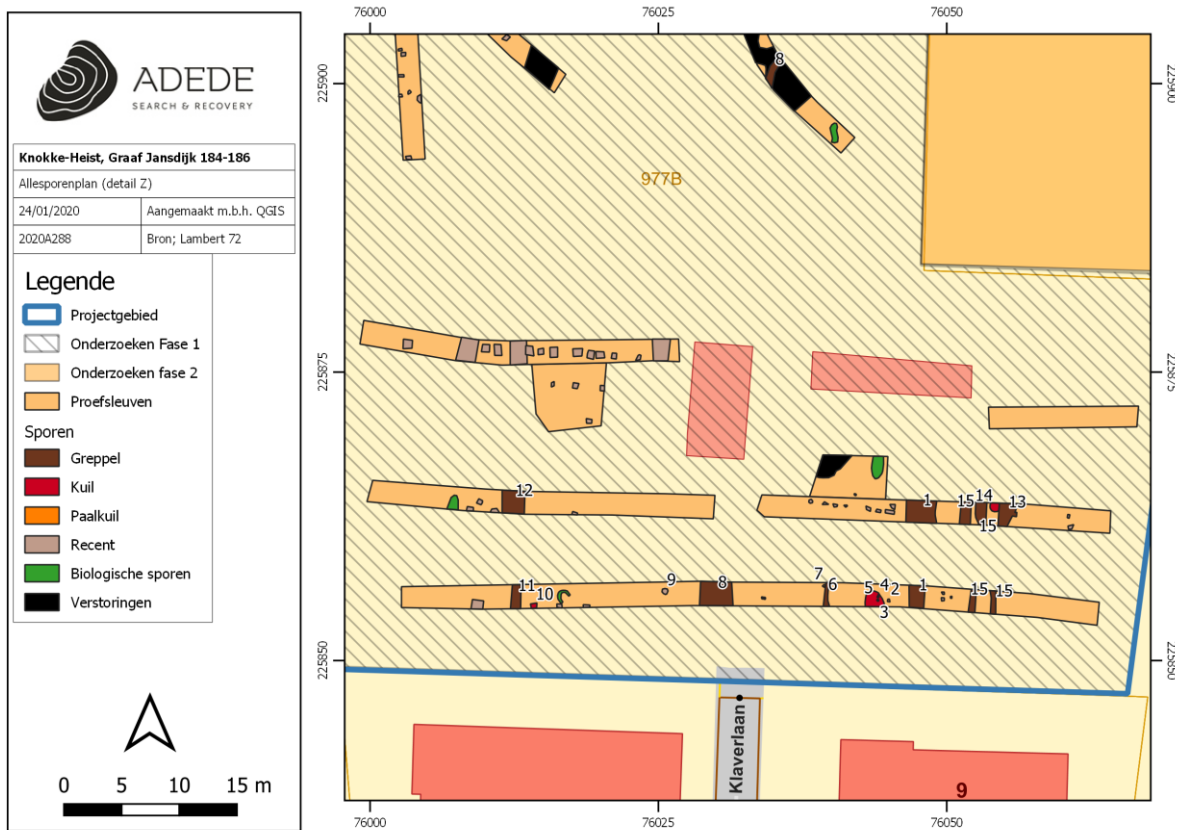 ADEDE
SEARCH & RECOVERY
Knokke-Heist, Graaf Jansdijk 184-186
Allesporenplan (detail Z)
24/01/2020
Aangemaakt m.b.h. QGIS
2020A288
Bron; Lambert 72
Legende
Projectgebied
Onderzoeken Fase 1
Onderzoeken fase 2
Proefsleuven
Sporen
Greppel
Kuil
Paalkuil
Recent
Biologische sporen
Verstoringen
0 5 10 15 m
76000 76025 76050
225900 225900
8
977B
225875 225875
12
1 15 14 13
15
11 10 9 8 7 6 5 4 2 1 15 15
3
225850 225850
Klaverlaan
9
76000 76025 76050